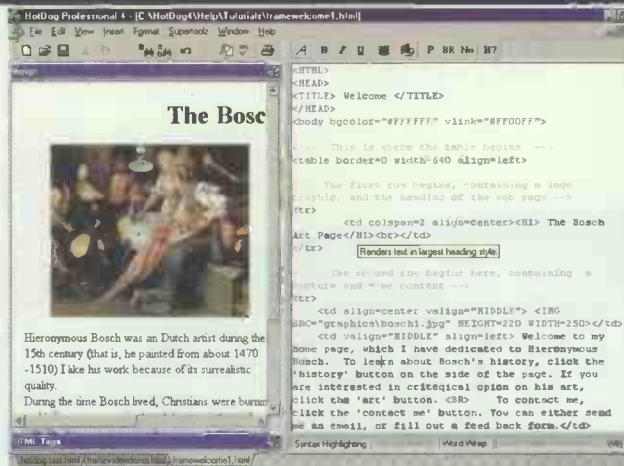 HotDog Professional 4 - [C:\HotDog4\Help\Tutorials\framewelcome1.html]
File Edit View Insert Format Supertoolz Window Help
A B I U P BR H?
The Bosc
Hieronymous Bosch was an Dutch artist during the
15th century (that is, he painted from about 1470
-1510) I like his work because of its surrealistic
quality.
During the time Bosch lived, Christians were burnin
<HTML>
<HEAD>
<TITLE> Welcome </TITLE>
</HEAD>
<body bgcolor="#FFFFFF" vlink="#FF00FF">
<!-- This is where the table begins -->
<table border=0 width=640 align=left>
The first row begins, containing a logo
graphic, and the heading of the web page -->
<tr>
<td colspan=2 align=center><H1> The Bosch
Art Page</H1><br></td>
</tr>
Renders text in largest heading style.
The second row begins here, containing a
picture and some content -->
<tr>
<td align=center valign="MIDDLE"> <IMG
SRC="graphics\bosch1.jpg" HEIGHT=220 WIDTH=250></td>
<td valign="MIDDLE" align=left> Welcome to my
home page, which I have dedicated to Hieronymous
Bosch. To learn about Bosch's history, click the
'history' button on the side of the page. If you
are interested in criteqical opion on his art,
click the 'art' button. <BR> To contact me,
click the 'contact me' button. You can either send
me an email, or fill out a feed back form.</td>
HTML Tags
Syntax Highlighting Word Wrap
hotdog test.html framevideodemo.html framewelcome1.html